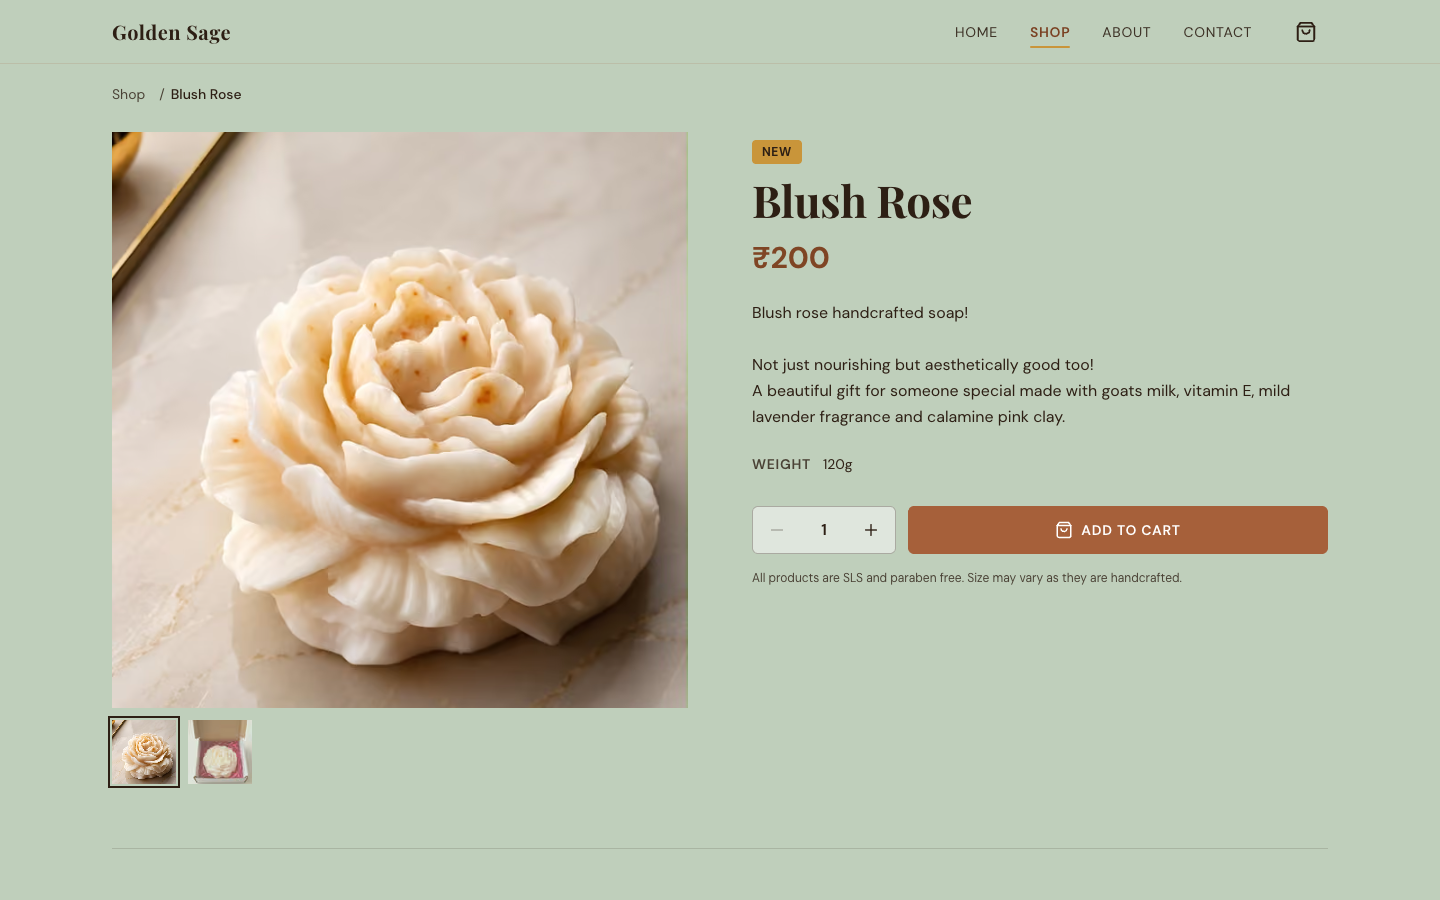 Golden Sage
HOME
SHOP
ABOUT
CONTACT
Shop / Blush Rose
NEW
Blush Rose
₹200
Blush rose handcrafted soap!
Not just nourishing but aesthetically good too!
A beautiful gift for someone special made with goats milk, vitamin E, mild
lavender fragrance and calamine pink clay.
WEIGHT 120g
1
ADD TO CART
All products are SLS and paraben free. Size may vary as they are handcrafted.